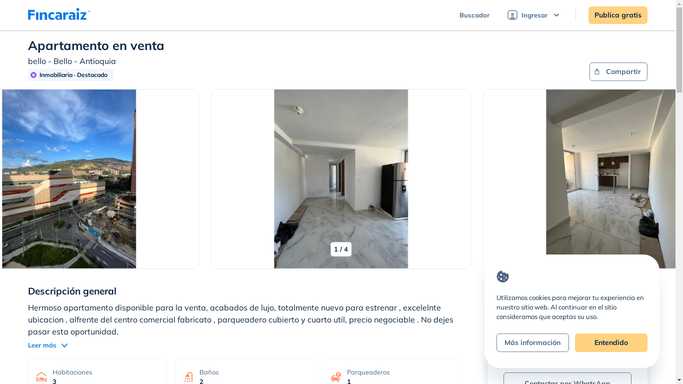 Fincaraiz
Buscador
Ingresar
Publica gratis
Apartamento en venta
bello - Bello - Antioquia
Inmobiliaria - Destacado
Compartir
1 / 4
Descripción general
Hermoso apartamento disponible para la venta, acabados de lujo, totalmente nuevo para estrenar , excelelnte
ubicacion , alfrente del centro comercial fabricato , parqueadero cubierto y cuarto util, precio negociable . No dejes
pasar esta oportunidad.
Leer más
Habitaciones
3
Baños
2
Parqueaderos
1
Utilizamos cookies para mejorar tu experiencia en
nuestro sitio web. Al continuar en el sitio
consideramos que aceptas su uso.
Más información
Entendido
Contactar por WhatsApp